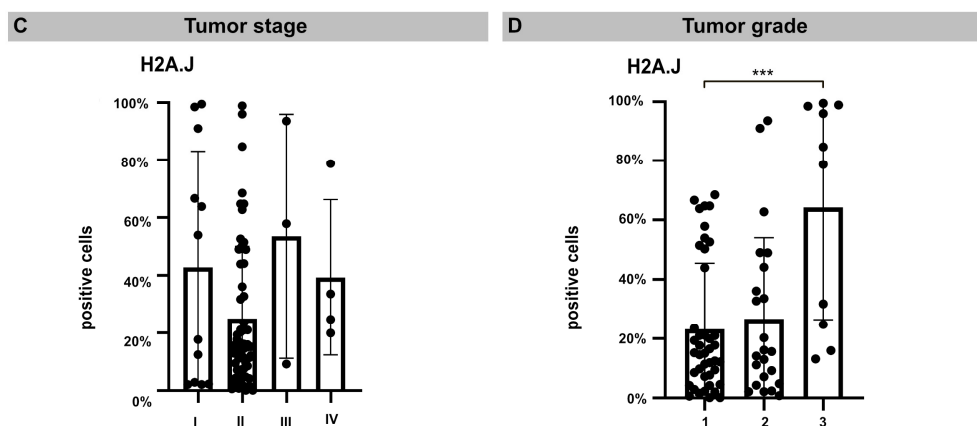 C Tumor stage
H2A.J
100%
80%
60%
40%
20%
0%
positive cells
I II III IV
D Tumor grade
H2A.J
***
100%
80%
60%
40%
20%
0%
positive cells
1 2 3